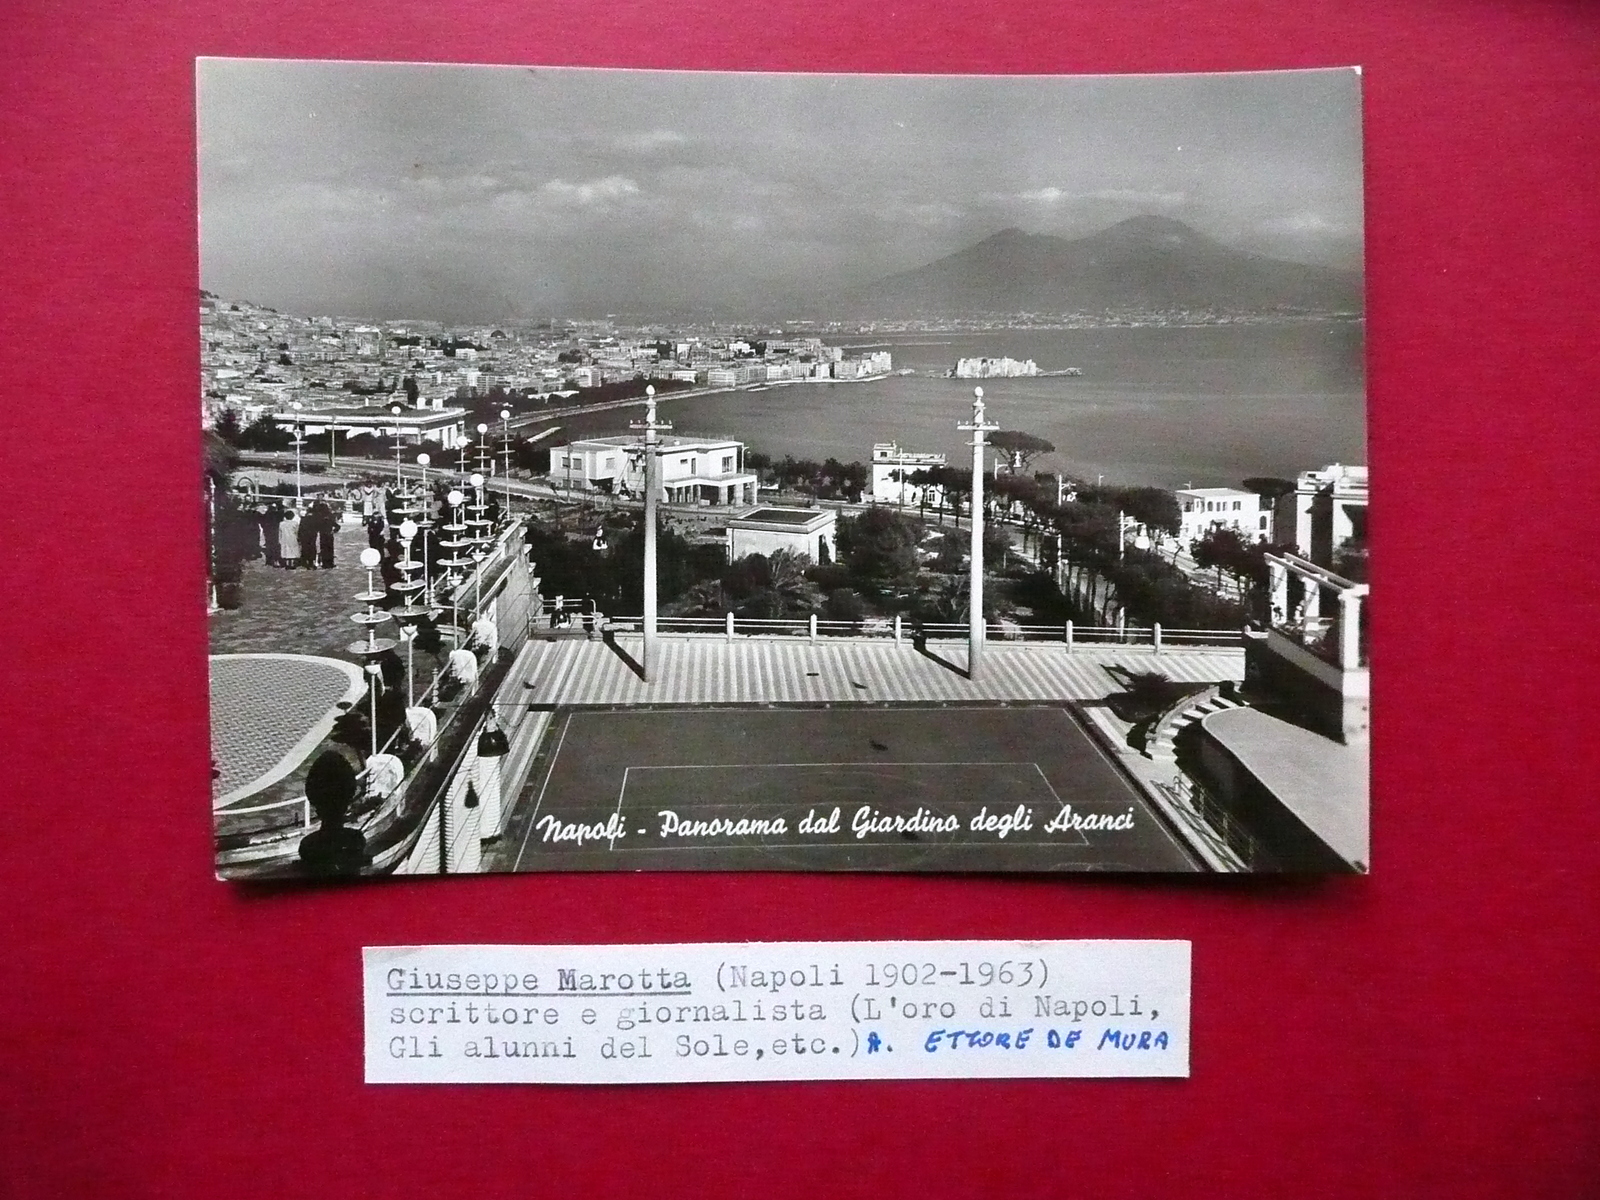 Napoli - Panorama dal Giardino degli Aranci
Giuseppe Marotta (Napoli 1902-1963)
scrittore e giornalista (L'oro di Napoli,
Gli alunni del Sole,etc.)A. ETTORE DE MURA